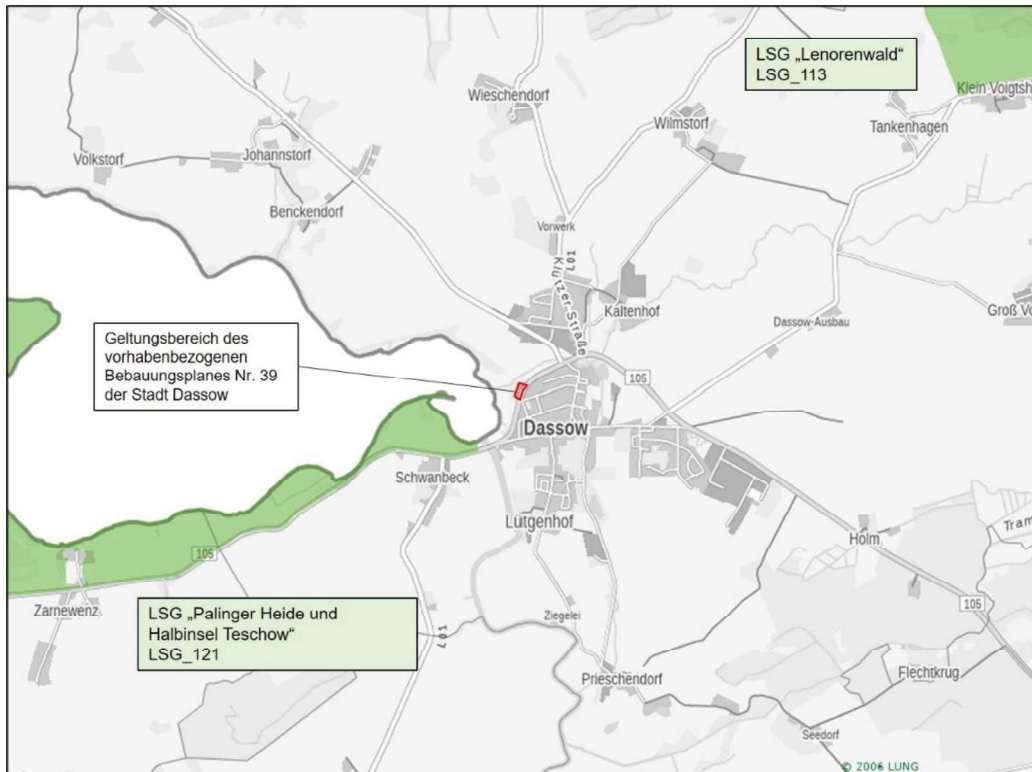 LSG „Lenorenwald“
LSG_113
Klein Voigtsh
Tankenhagen
Wieschendorf
Wilmstorf
Volkstorf
Johannstorf
Benckendorf
Vorwerk
L01
Klützer-Straße
Kaltenhof
Groß Vo
Dassow-Ausbau
Geltungsbereich des
vorhabenbezogenen
Bebauungsplanes Nr. 39
der Stadt Dassow
105
Dassow
Schwanbeck
Lütgenhof
Holm
Tram
105
Zarnewenz
LSG „Palinger Heide und
Halbinsel Teschow“
LSG_121
L01
Ziegelei
105
Prieschendorf
Flechtkrug
Seedorf
© 2006 LUNG